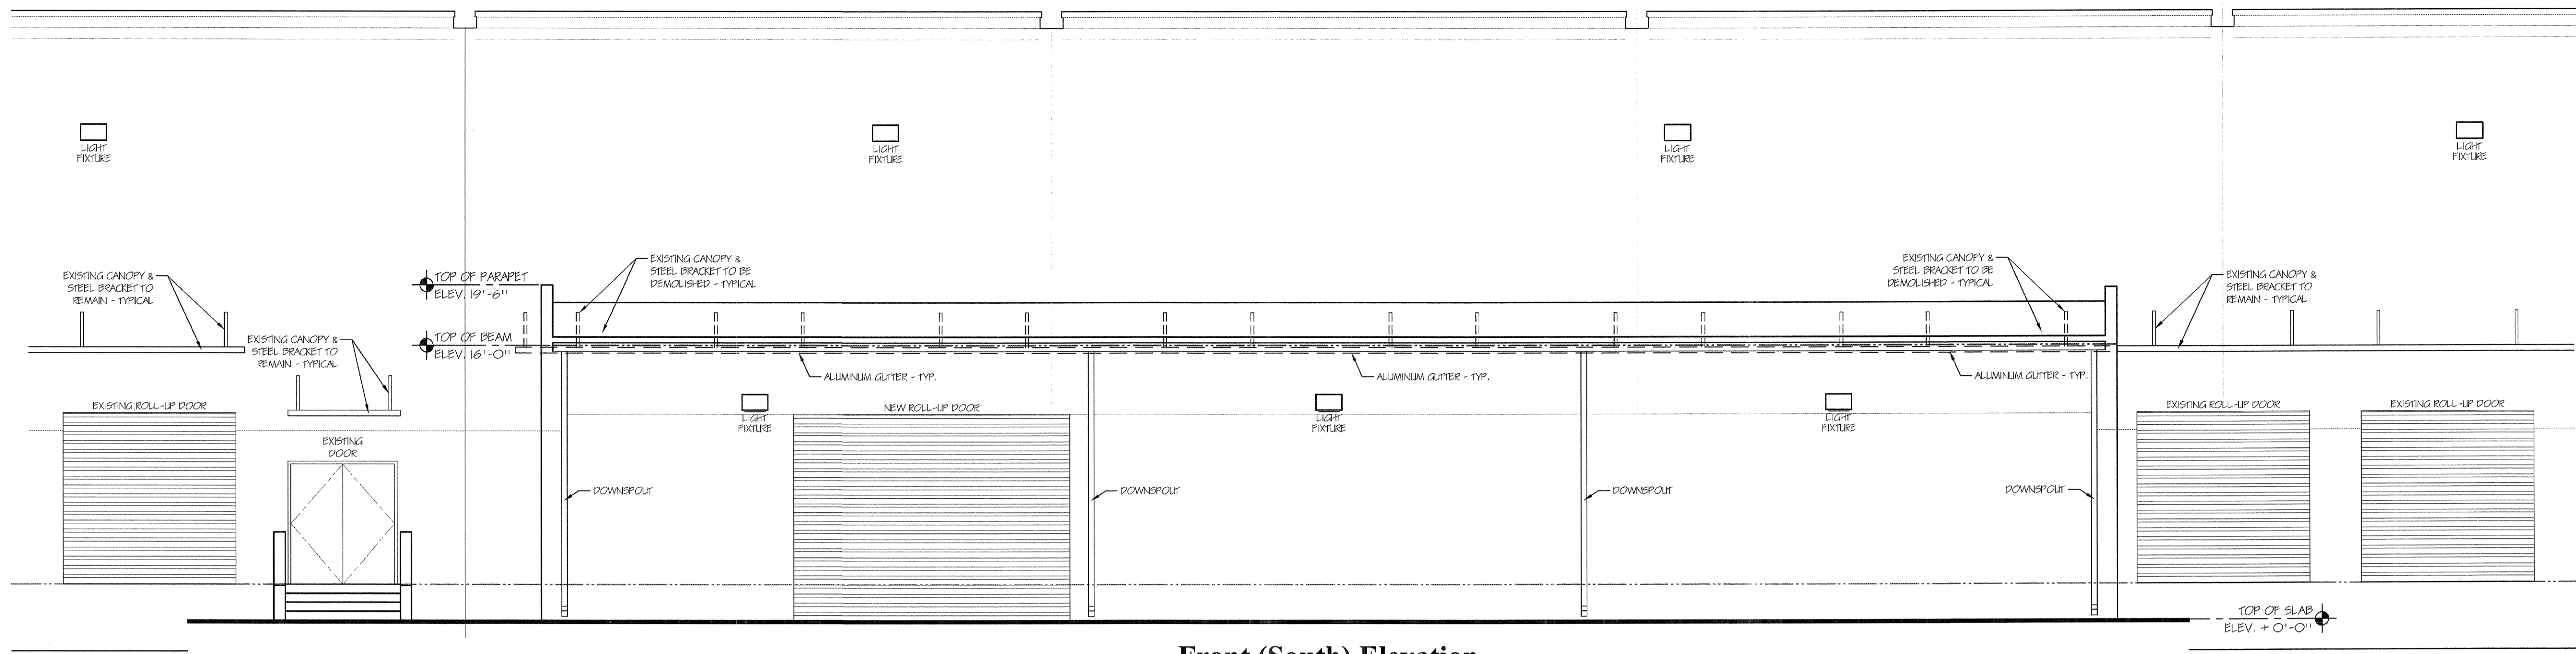 LIGHT
FIXTURE
LIGHT
FIXTURE
LIGHT
FIXTURE
LIGHT
FIXTURE
EXISTING CANOPY &
STEEL BRACKET TO
REMAIN - TYPICAL
TOP OF PARAPET
ELEV. 19'-6"
EXISTING CANOPY &
STEEL BRACKET TO BE
DEMOLISHED - TYPICAL
EXISTING CANOPY &
STEEL BRACKET TO BE
DEMOLISHED - TYPICAL
EXISTING CANOPY &
STEEL BRACKET TO
REMAIN - TYPICAL
EXISTING CANOPY &
STEEL BRACKET TO
REMAIN - TYPICAL
TOP OF BEAM
ELEV. 16'-0"
ALUMINUM GUTTER - TYP.
ALUMINUM GUTTER - TYP.
ALUMINUM GUTTER - TYP.
EXISTING ROLL-UP DOOR
EXISTING
DOOR
LIGHT
FIXTURE
NEW ROLL-UP DOOR
LIGHT
FIXTURE
LIGHT
FIXTURE
EXISTING ROLL-UP DOOR
EXISTING ROLL-UP DOOR
DOWNSPOUT
DOWNSPOUT
DOWNSPOUT
DOWNSPOUT
TOP OF SLAB
ELEV. + 0'-0"
Front (South) Elevation